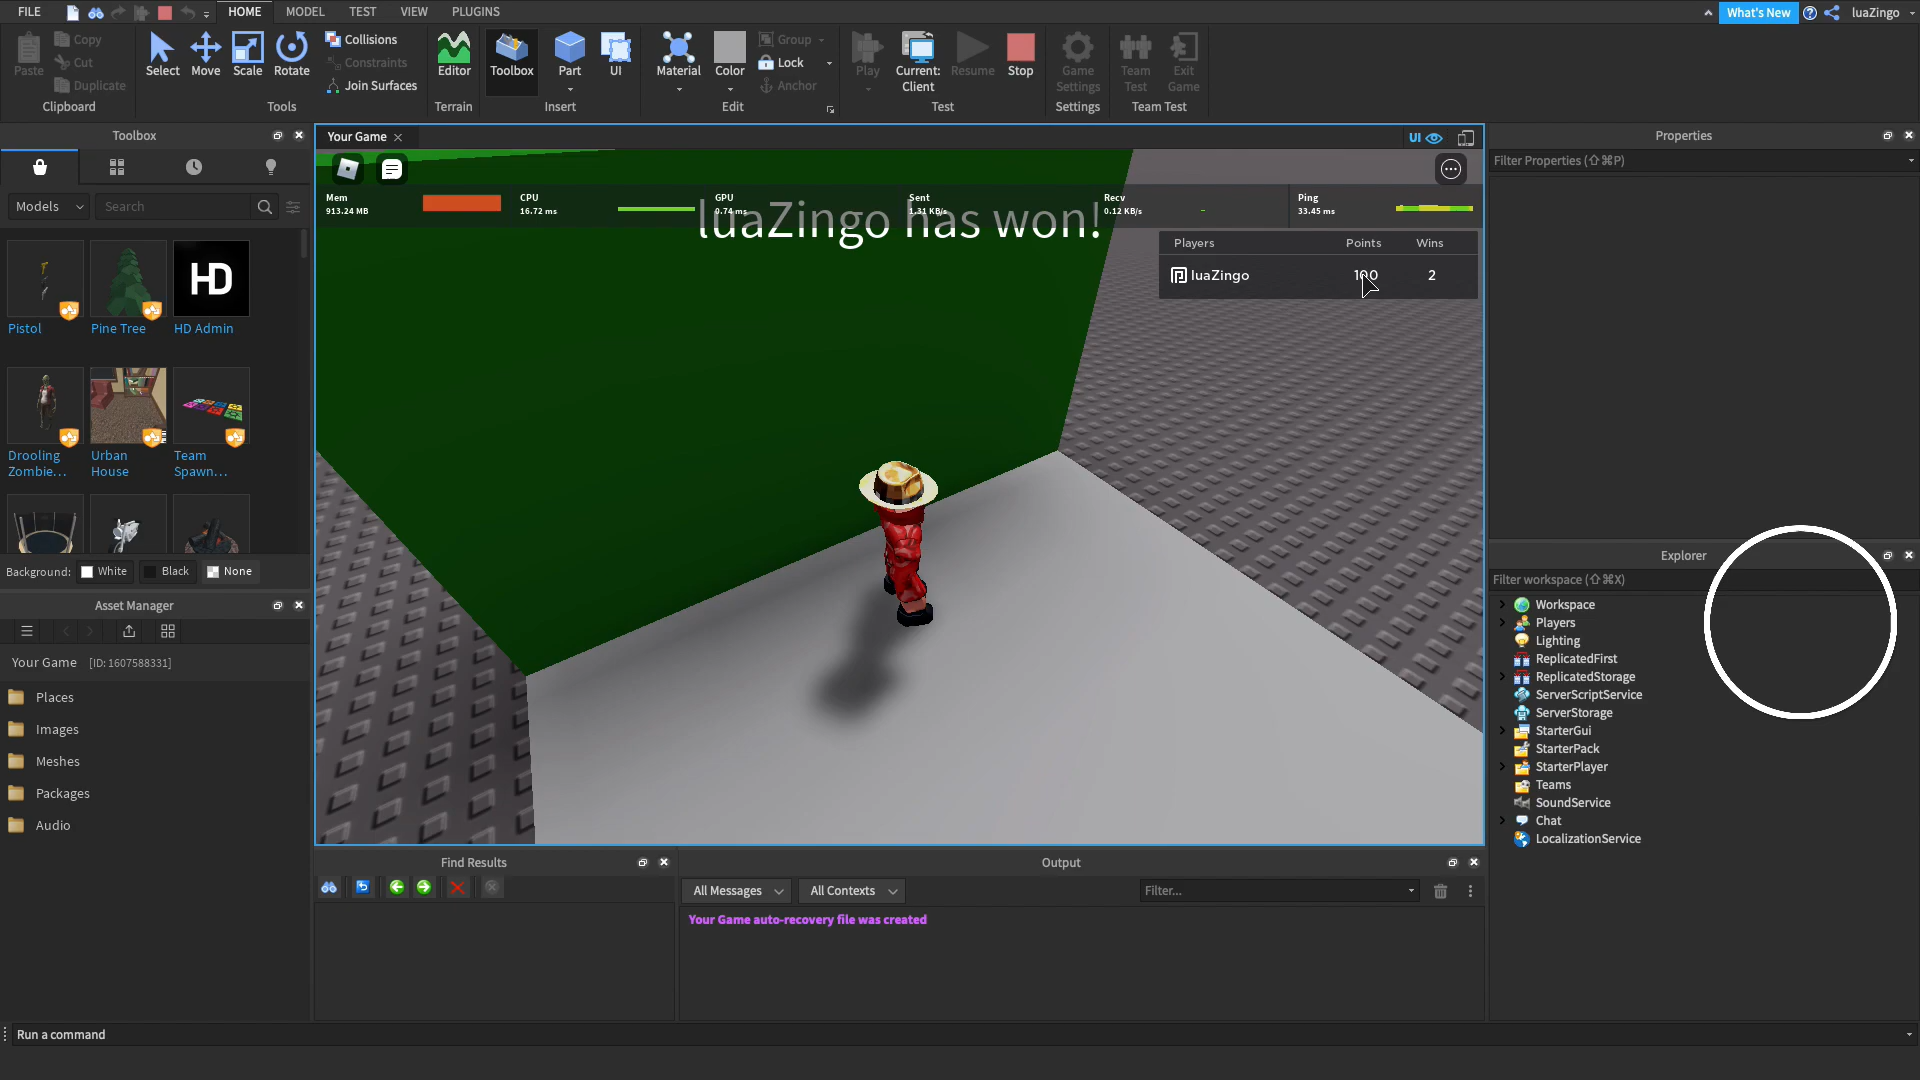 FILE HOME MODEL TEST VIEW PLUGINS What's New luaZingo
Paste Copy Cut Duplicate Clipboard
Select Move Scale Rotate Collisions Constraints Join Surfaces Tools
Editor Terrain
Toolbox Part UI Insert
Material Color Group Lock Anchor Edit
Play Current: Client Resume Stop Test
Game Settings Settings
Team Test Exit Game Team Test
Toolbox
Models Search
Pistol Pine Tree HD Admin
HD
Drooling Zombie... Urban House Team Spawn...
Background: White Black None
Asset Manager
Your Game [ID: 1607588331]
Places
Images
Meshes
Packages
Audio
Your Game UI
Mem CPU GPU Sent Recv Ping
913.24 MB 16.72 ms 0.74 ms 1.31 KB/s 0.12 KB/s 33.45 ms
luaZingo has won!
Players Points Wins
luaZingo 100 2
Find Results
Output
All Messages All Contexts Filter...
Your Game auto-recovery file was created
Properties
Filter Properties (⇧⌘P)
Explorer
Filter workspace (⇧⌘X)
Workspace
Players
Lighting
ReplicatedFirst
ReplicatedStorage
ServerScriptService
ServerStorage
StarterGui
StarterPack
StarterPlayer
Teams
SoundService
Chat
LocalizationService
Run a command